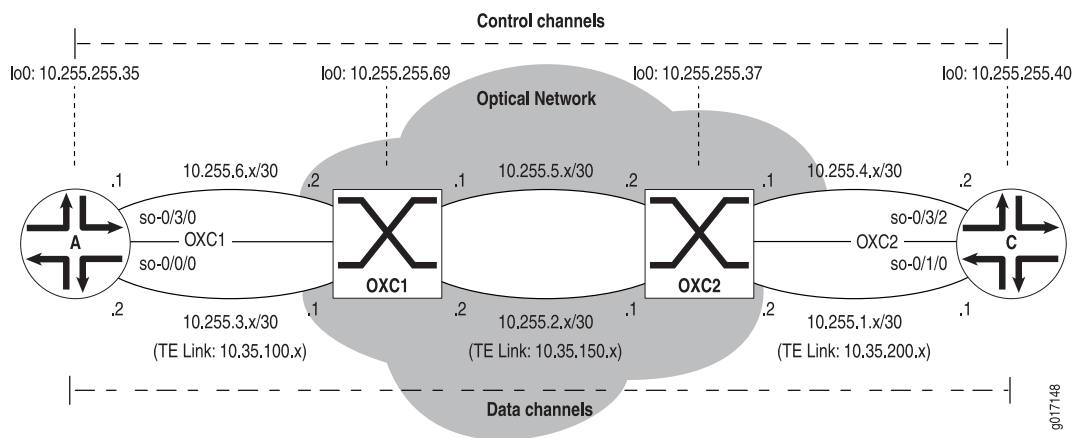 Control channels
lo0: 10.255.255.35 lo0: 10.255.255.69 lo0: 10.255.255.37 lo0: 10.255.255.40
Optical Network
10.255.6.x/30 10.255.5.x/30 10.255.4.x/30
.1 .2 .1 .2 .1 .2
so-0/3/0 so-0/3/2
A OXC1 OXC2 C
so-0/0/0 so-0/1/0
OXC1 OXC2
.2 .1 .2 .1 .2 .1
10.255.3.x/30 10.255.2.x/30 10.255.1.x/30
(TE Link: 10.35.100.x) (TE Link: 10.35.150.x) (TE Link: 10.35.200.x)
Data channels
g017148